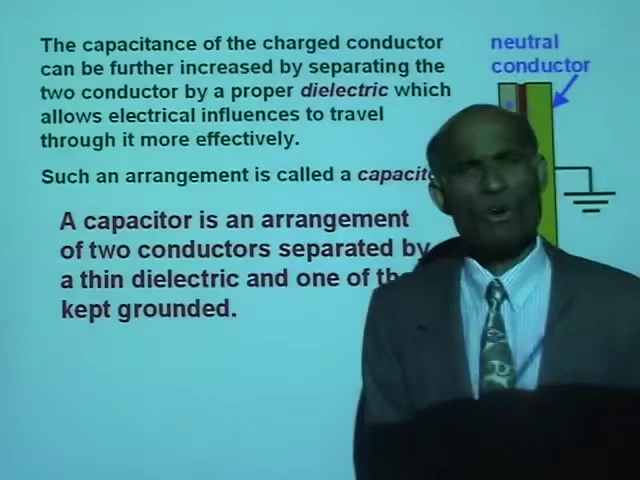 The capacitance of the charged conductor
can be further increased by separating the
two conductor by a proper dielectric which
allows electrical influences to travel
through it more effectively.
Such an arrangement is called a
A capacitor is an arrangement
of two conductors separated by
a thin dielectric and one of
kept grounded.
neutral
conductor